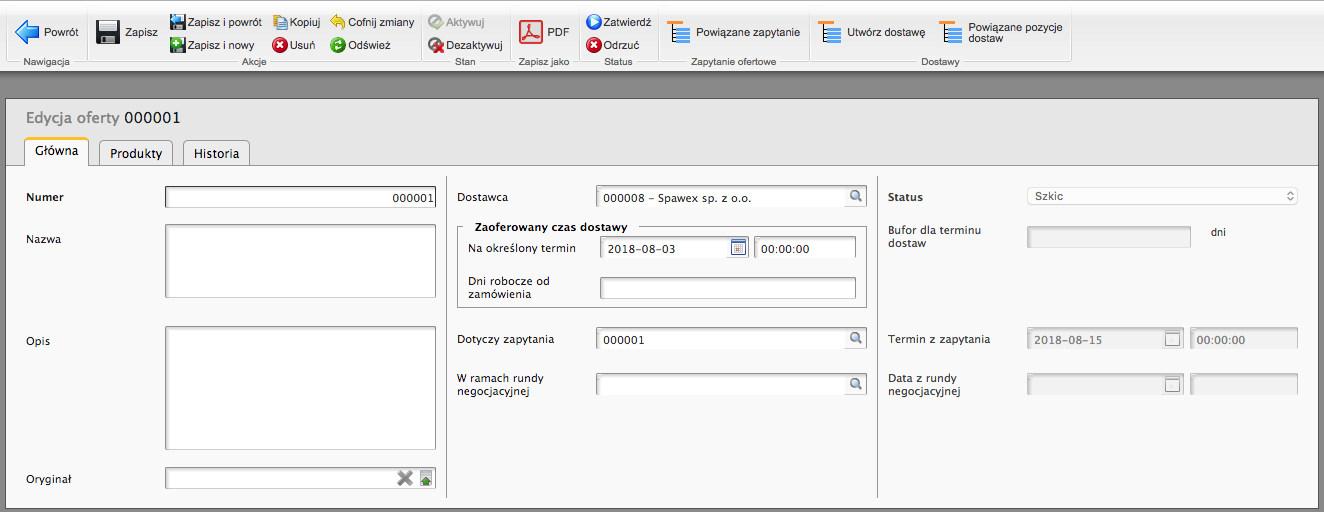 Powrót
Nawigacja
Zapisz
Zapisz i powrót
Zapisz i nowy
Kopiuj
Usuń
Cofnij zmiany
Odśwież
Akcje
Aktywuj
Dezaktywuj
Stan
PDF
Zapisz jako
Zatwierdź
Odrzuć
Status
Powiązane zapytanie
Zapytanie ofertowe
Utwórz dostawę
Powiązane pozycje
dostaw
Dostawy
Edycja oferty 000001
Główna Produkty Historia
Numer 000001
Nazwa
Opis
Oryginał
Dostawca 000008 – Spawex sp. z o.o.
Zaoferowany czas dostawy
Na określony termin 2018-08-03 00:00:00
Dni robocze od
zamówienia
Dotyczy zapytania 000001
W ramach rundy
negocjacyjnej
Status Szkic
Bufor dla terminu
dostaw
dni
Termin z zapytania 2018-08-15 00:00:00
Data z rundy
negocjacyjnej